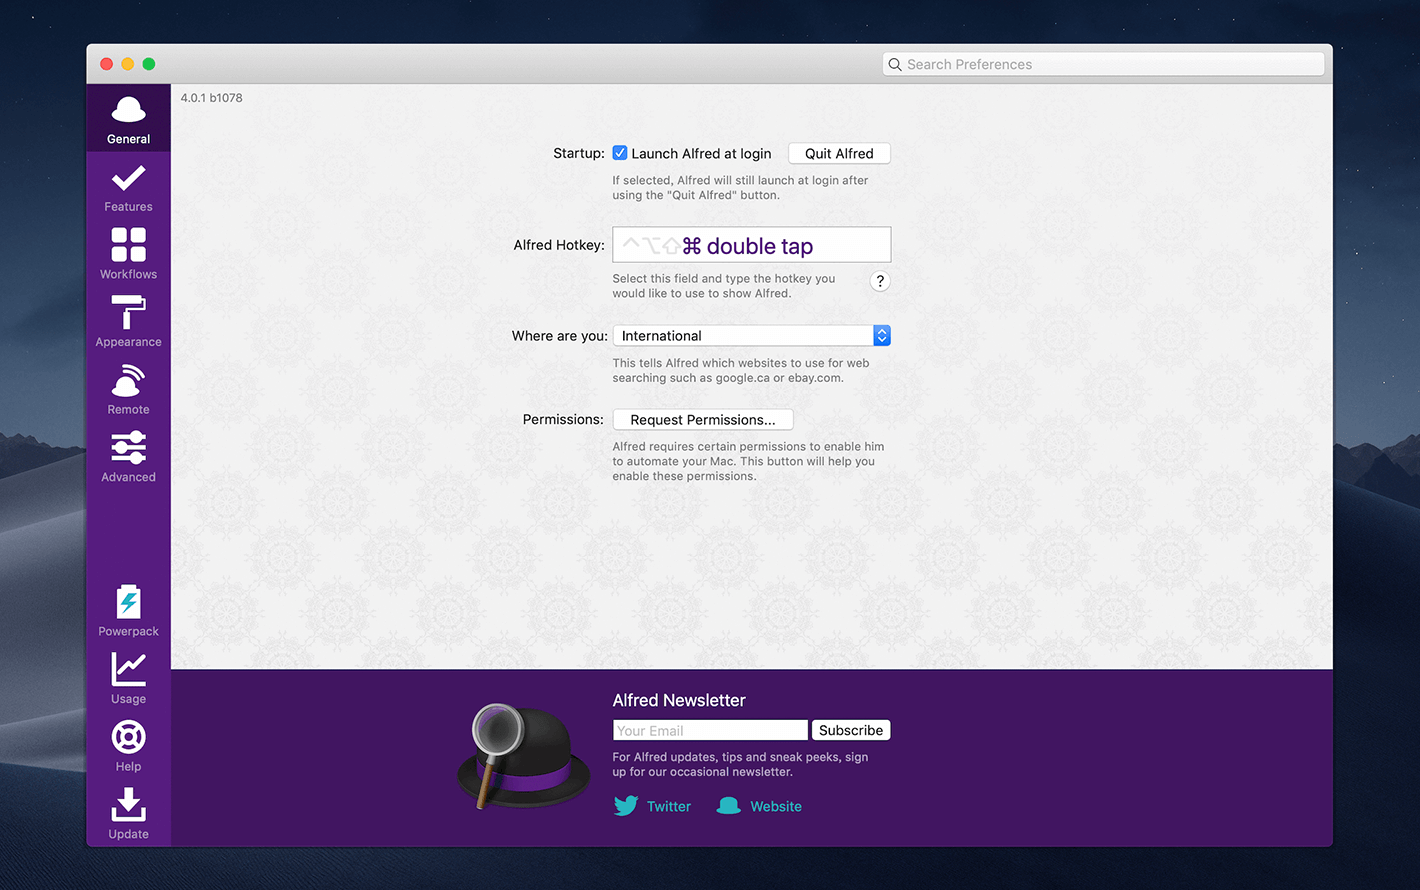 Search Preferences
4.0.1 b1078
General
Features
Workflows
Appearance
Remote
Advanced
Powerpack
Usage
Help
Update
Startup: Launch Alfred at login Quit Alfred
If selected, Alfred will still launch at login after
using the "Quit Alfred" button.
Alfred Hotkey: ^⌥⇧⌘ double tap
Select this field and type the hotkey you
would like to use to show Alfred.
?
Where are you: International
This tells Alfred which websites to use for web
searching such as google.ca or ebay.com.
Permissions: Request Permissions...
Alfred requires certain permissions to enable him
to automate your Mac. This button will help you
enable these permissions.
Alfred Newsletter
Your Email Subscribe
For Alfred updates, tips and sneak peeks, sign
up for our occasional newsletter.
Twitter Website